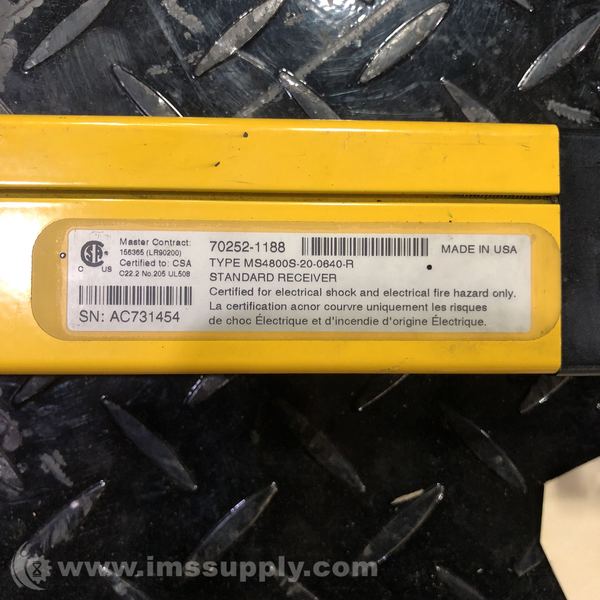 Master Contract:
156365 (LR90200)
Certified to: CSA
C22.2 No.205 UL508
C US
SN: AC731454
70252-1188
TYPE MS4800S-20-0640-R
STANDARD RECEIVER
MADE IN USA
Certified for electrical shock and electrical fire hazard only.
La certification acnor courvre uniquement les risques
de choc Électrique et d'incendie d'origine Électrique.
www.imssupply.com